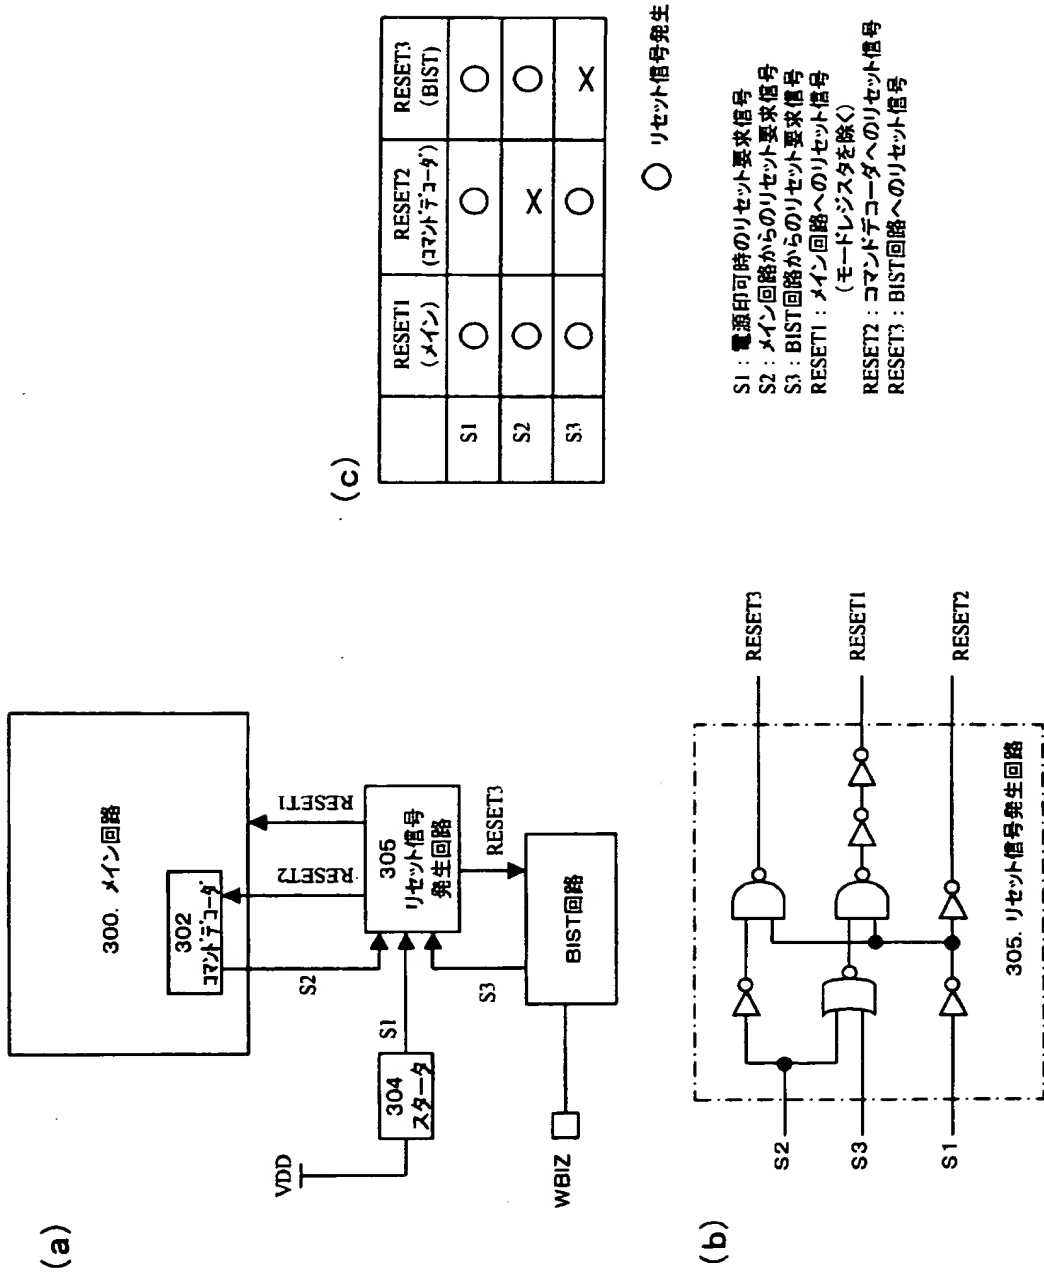 (a)
300. メイン回路
302
コマンドデコーダ
S2
RESET2
RESET1
VDD
304
スタータ
S1
305
リセット信号
発生回路
S3
RESET3
WBIZ
BIST回路
(b)
S2
S3
S1
RESET3
RESET1
RESET2
305. リセット信号発生回路
(c)
RESET1
(メイン)
RESET2
(コマンドデコーダ)
RESET3
(BIST)
S1 ○ ○ ○
S2 ○ X ○
S3 ○ ○ X
○ リセット信号発生
S1 : 電源印可時のリセット要求信号
S2 : メイン回路からのリセット要求信号
S3 : BIST回路からのリセット要求信号
RESET1 : メイン回路へのリセット信号
(モードレジスタを除く)
RESET2 : コマンドデコーダへのリセット信号
RESET3 : BIST回路へのリセット信号